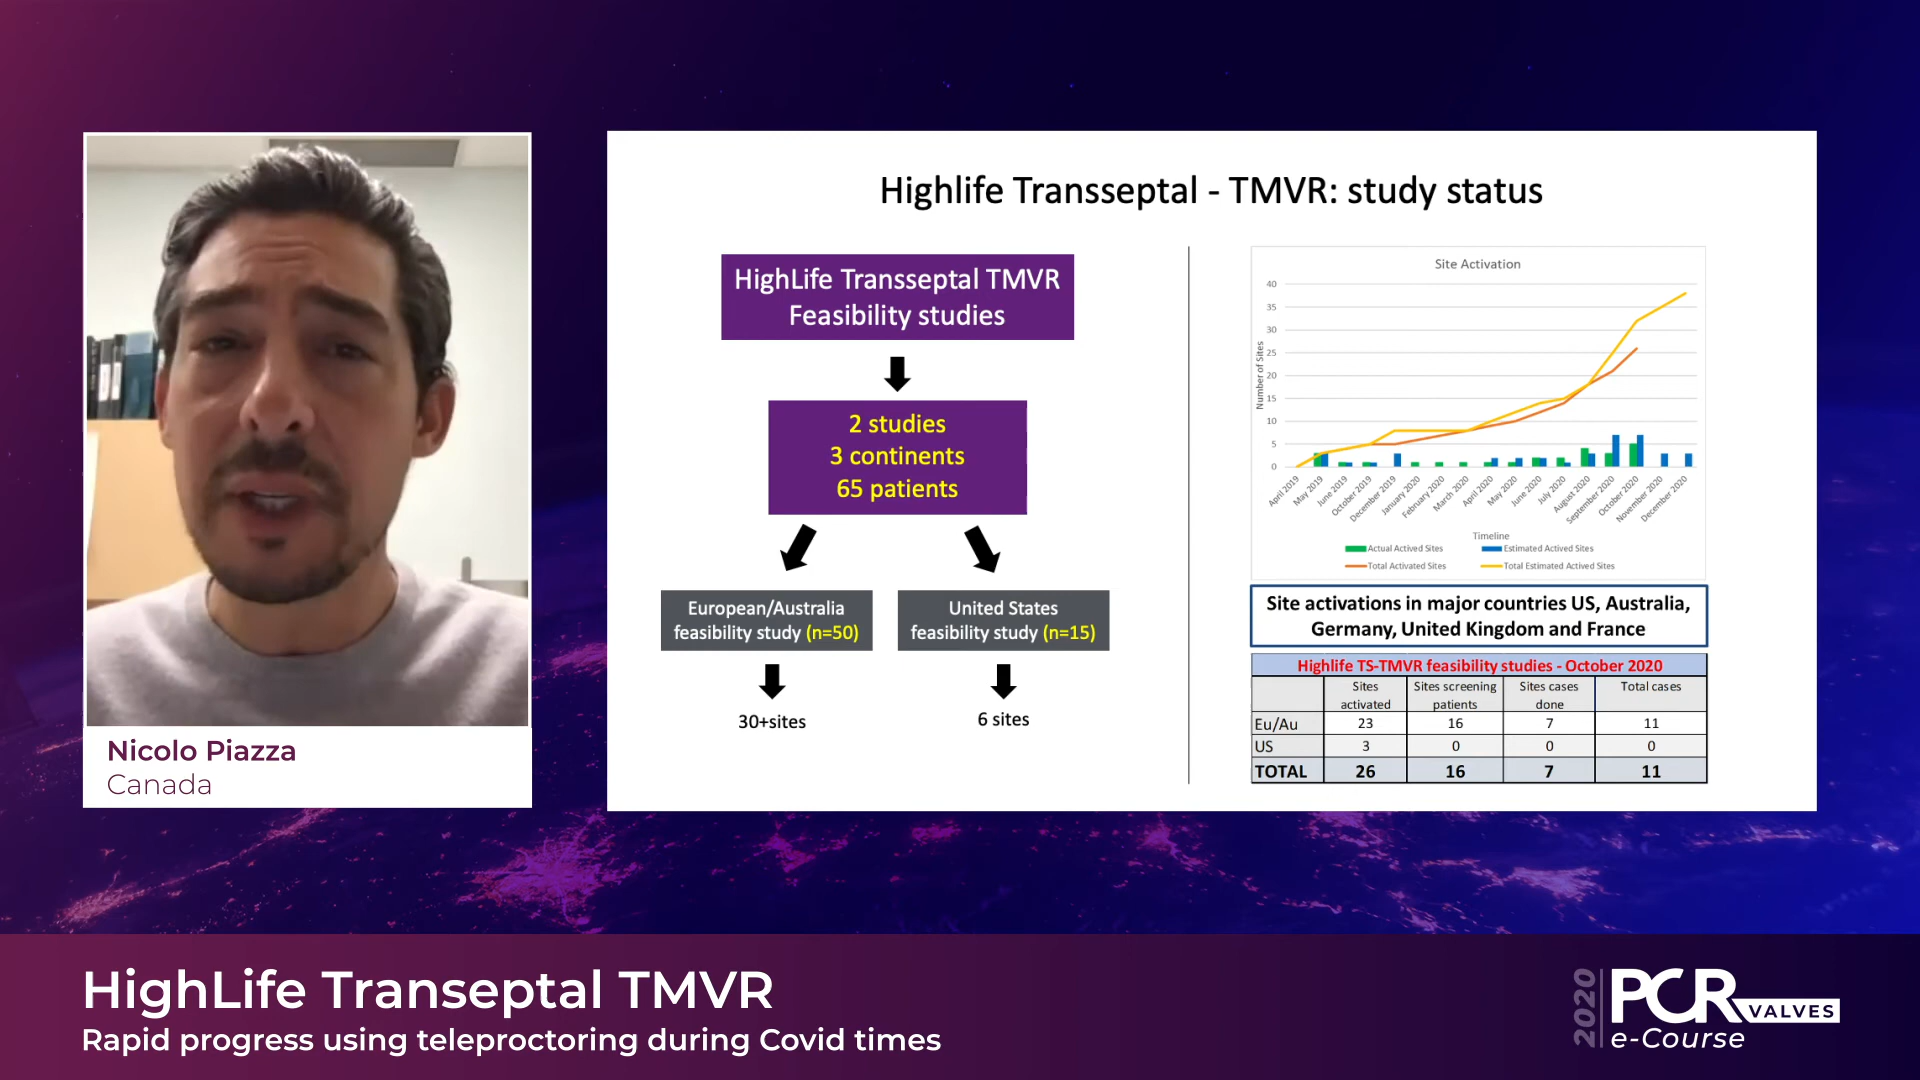 Nicolo Piazza
Canada
Highlife Transseptal - TMVR: study status
HighLife Transseptal TMVR
Feasibility studies
2 studies
3 continents
65 patients
European/Australia
feasibility study (n=50)
United States
feasibility study (n=15)
30+sites
6 sites
Site Activation
Number of Sites
40
35
30
25
20
15
10
5
0
April 2019
May 2019
June 2019
October 2019
December 2019
January 2020
February 2020
March 2020
April 2020
May 2020
June 2020
July 2020
August 2020
September 2020
October 2020
November 2020
December 2020
Timeline
Actual Actived Sites
Estimated Actived Sites
Total Activated Sites
Total Estimated Actived Sites
Site activations in major countries US, Australia,
Germany, United Kingdom and France
Highlife TS-TMVR feasibility studies - October 2020
Sites activated Sites screening patients Sites cases done Total cases
Eu/Au 23 16 7 11
US 3 0 0 0
TOTAL 26 16 7 11
HighLife Transeptal TMVR
Rapid progress using teleproctoring during Covid times
2020
PCR VALVES
e-Course